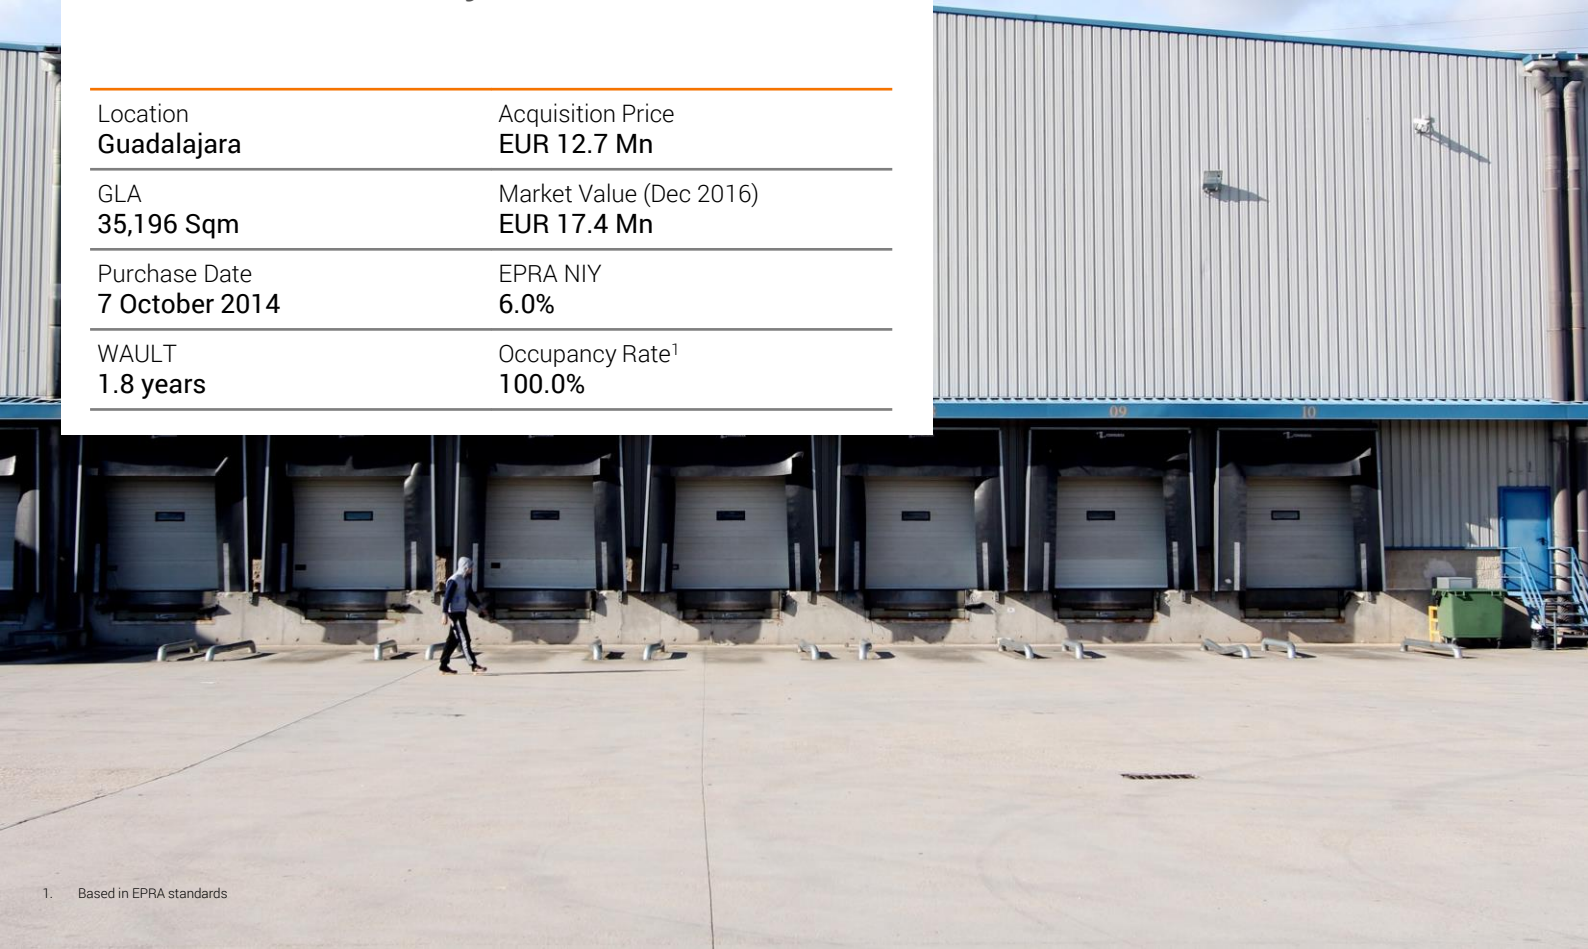 Location
Guadalajara
Acquisition Price
EUR 12.7 Mn
GLA
35,196 Sqm
Market Value (Dec 2016)
EUR 17.4 Mn
Purchase Date
7 October 2014
EPRA NIY
6.0%
WAULT
1.8 years
Occupancy Rate1
100.0%
09
10
1. Based in EPRA standards